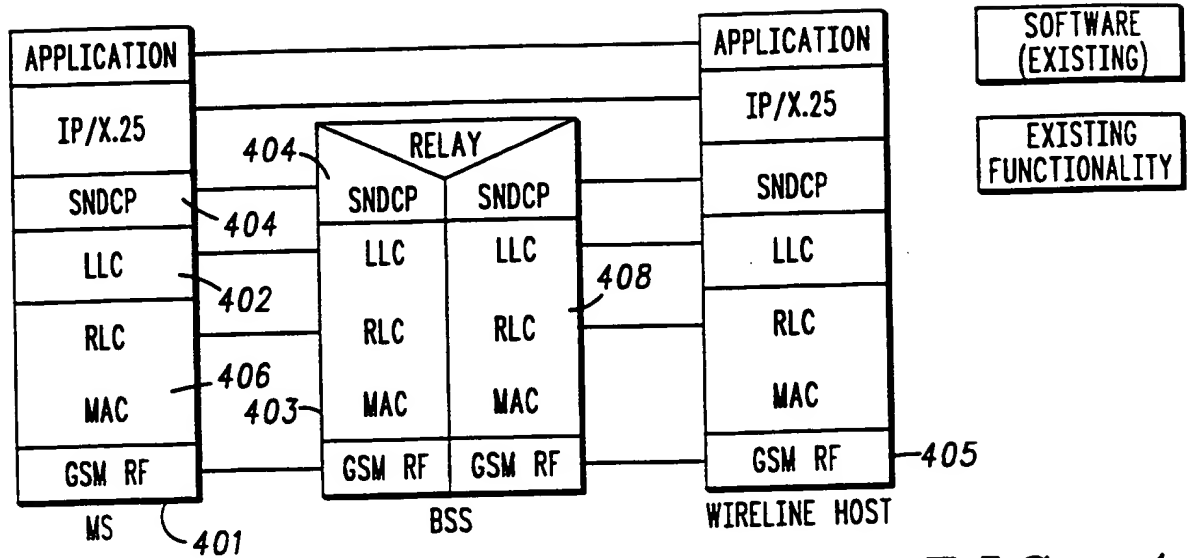 APPLICATION
IP/X.25
SNDCP
404
LLC
402
RLC
406
MAC
GSM RF
MS
401
RELAY
404
SNDCP
SNDCP
LLC
LLC
408
RLC
RLC
403
MAC
MAC
GSM RF
GSM RF
BSS
APPLICATION
IP/X.25
SNDCP
LLC
RLC
MAC
GSM RF
405
WIRELINE HOST
SOFTWARE
(EXISTING)
EXISTING
FUNCTIONALITY